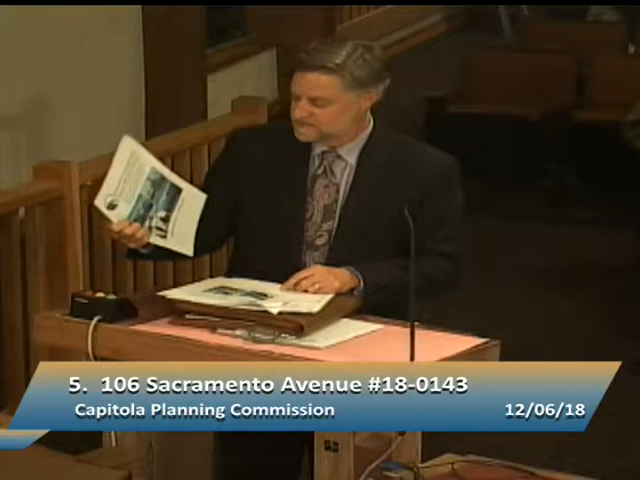 5. 106 Sacramento Avenue #18-0143
Capitola Planning Commission 12/06/18